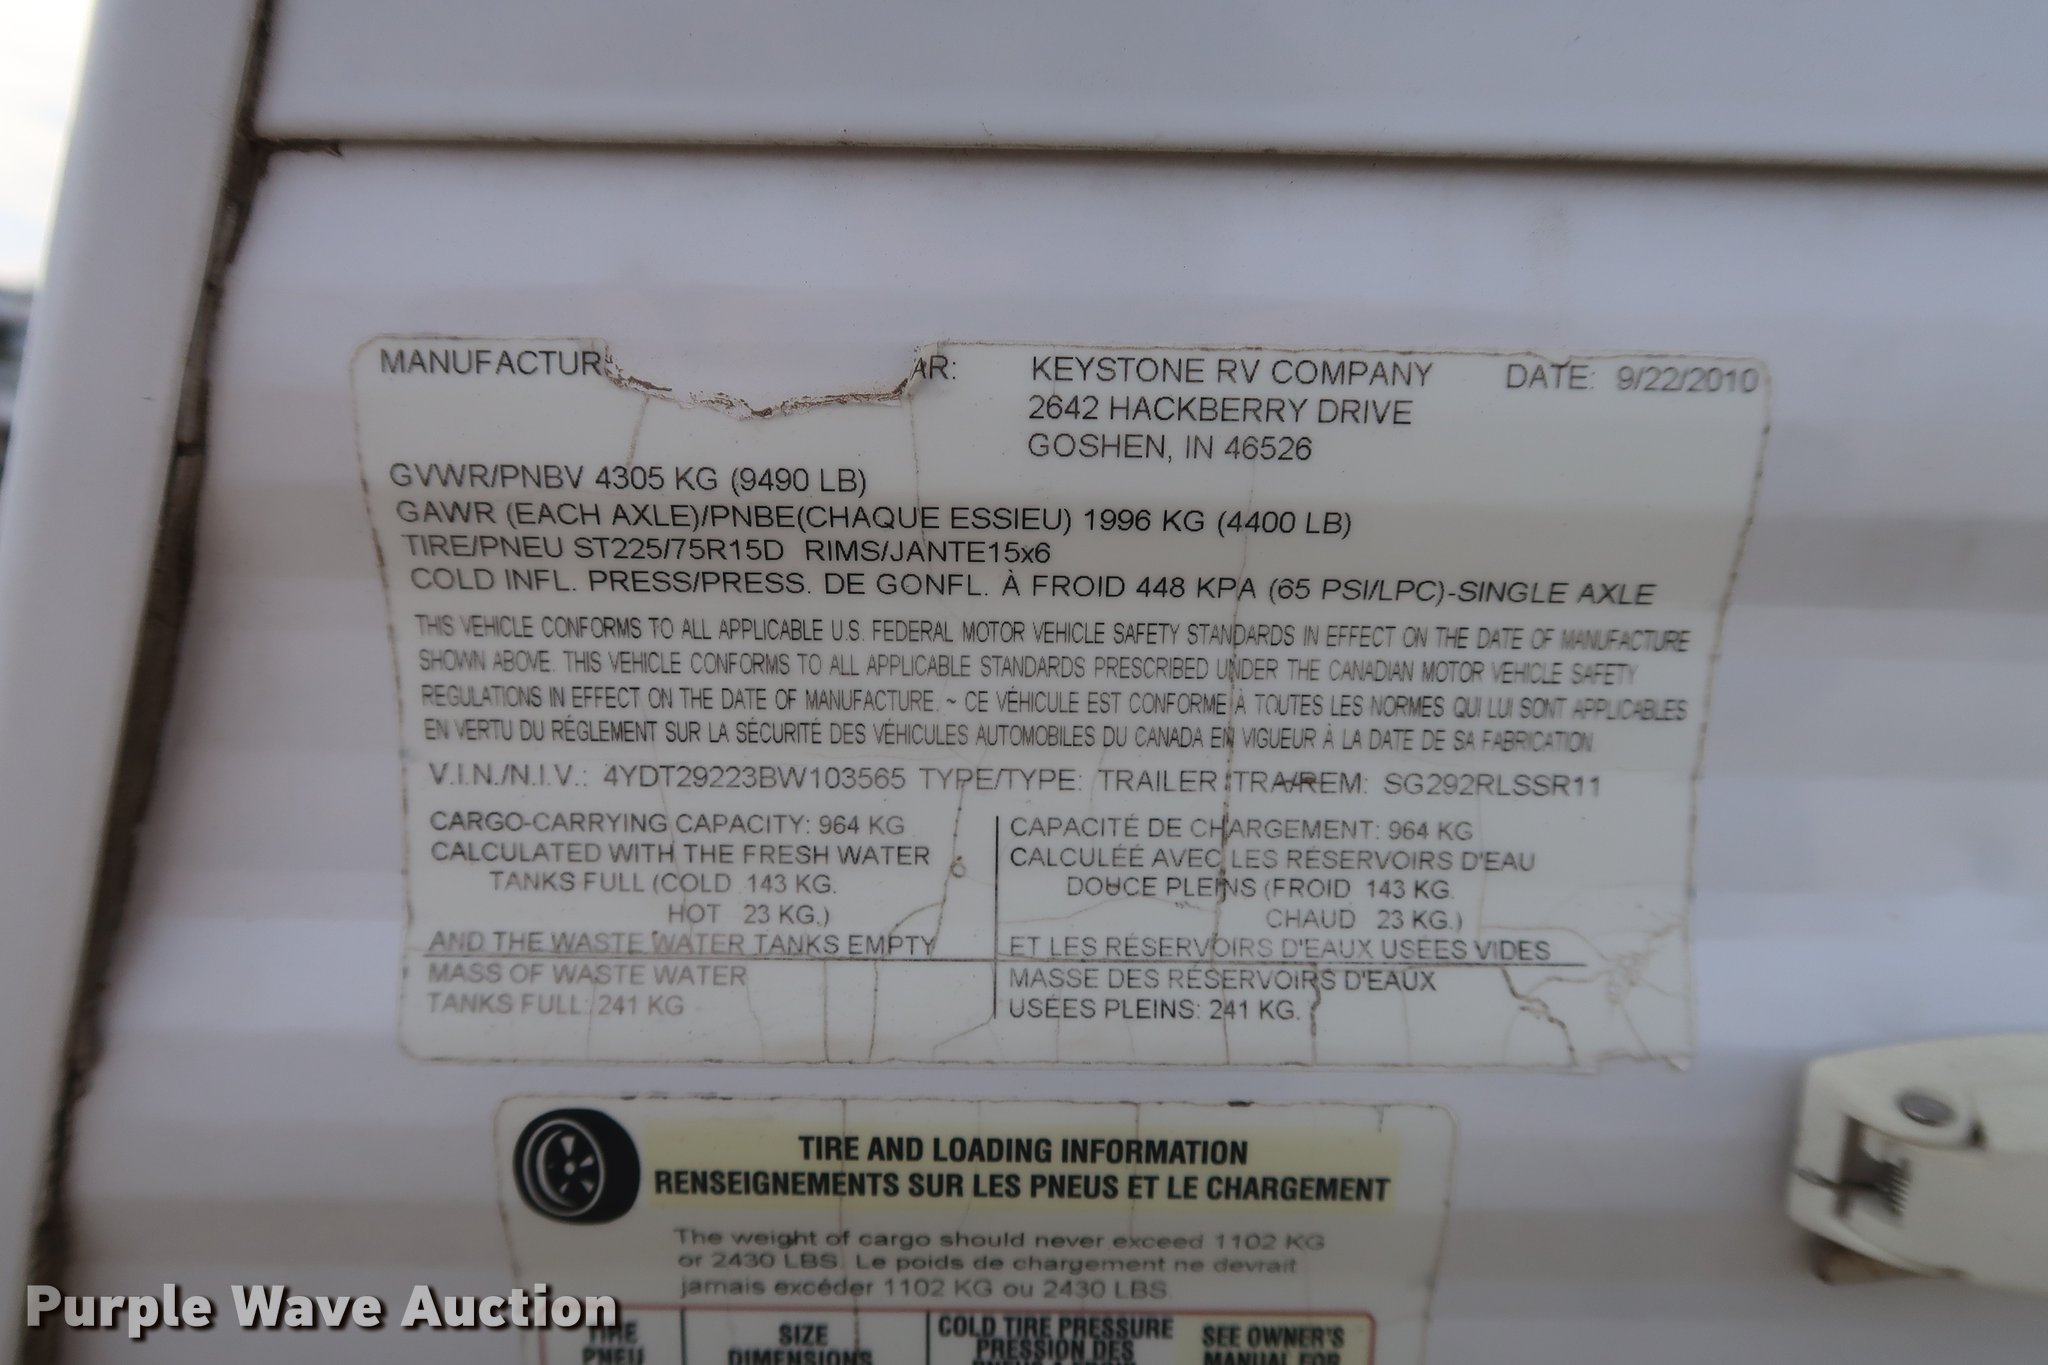 MANUFACTUR AR: KEYSTONE RV COMPANY DATE: 9/22/2010
2642 HACKBERRY DRIVE
GOSHEN, IN 46526
GVWR/PNBV 4305 KG (9490 LB)
GAWR (EACH AXLE)/PNBE(CHAQUE ESSIEU) 1996 KG (4400 LB)
TIRE/PNEU ST225/75R15D RIMS/JANTE15x6
COLD INFL. PRESS/PRESS. DE GONFL. À FROID 448 KPA (65 PSI/LPC)-SINGLE AXLE
THIS VEHICLE CONFORMS TO ALL APPLICABLE U.S. FEDERAL MOTOR VEHICLE SAFETY STANDARDS IN EFFECT ON THE DATE OF MANUFACTURE
SHOWN ABOVE. THIS VEHICLE CONFORMS TO ALL APPLICABLE STANDARDS PRESCRIBED UNDER THE CANADIAN MOTOR VEHICLE SAFETY
REGULATIONS IN EFFECT ON THE DATE OF MANUFACTURE. ~ CE VÉHICULE EST CONFORME À TOUTES LES NORMES QUI LUI SONT APPLICABLES
EN VERTU DU RÉGLEMENT SUR LA SÉCURITÉ DES VÉHICULES AUTOMOBILES DU CANADA EN VIGUEUR À LA DATE DE SA FABRICATION.
V.I.N./N.I.V.: 4YDT29223BW103565 TYPE/TYPE: TRAILER TRA/REM: SG292RLSSR11
CARGO-CARRYING CAPACITY: 964 KG
CALCULATED WITH THE FRESH WATER
TANKS FULL (COLD 143 KG.
HOT 23 KG.)
AND THE WASTE WATER TANKS EMPTY
MASS OF WASTE WATER
TANKS FULL: 241 KG
CAPACITÉ DE CHARGEMENT: 964 KG
CALCULÉÉ AVEC LES RÉSERVOIRS D'EAU
DOUCE PLEINS (FROID 143 KG.
CHAUD 23 KG.)
ET LES RÉSERVOIRS D'EAUX USÉES VIDES
MASSE DES RÉSERVOIRS D'EAUX
USÉES PLEINS: 241 KG.
TIRE AND LOADING INFORMATION
RENSEIGNEMENTS SUR LES PNEUS ET LE CHARGEMENT
The weight of cargo should never exceed 1102 KG
or 2430 LBS. Le poids de chargement ne devrait
jamais excéder 1102 KG ou 2430 LBS.
TIRE
PNEU
SIZE
DIMENSIONS
COLD TIRE PRESSURE
PRESSION DES
SEE OWNER'S
MANUAL FOR
Purple Wave Auction